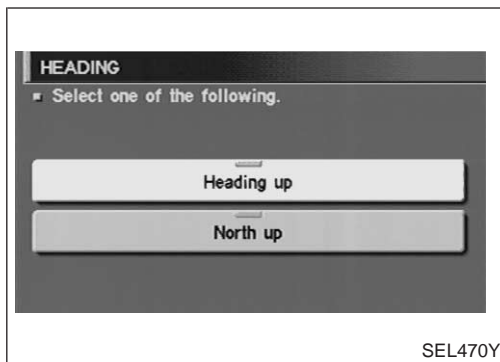 HEADING
Select one of the following.
Heading up
North up
SEL470Y